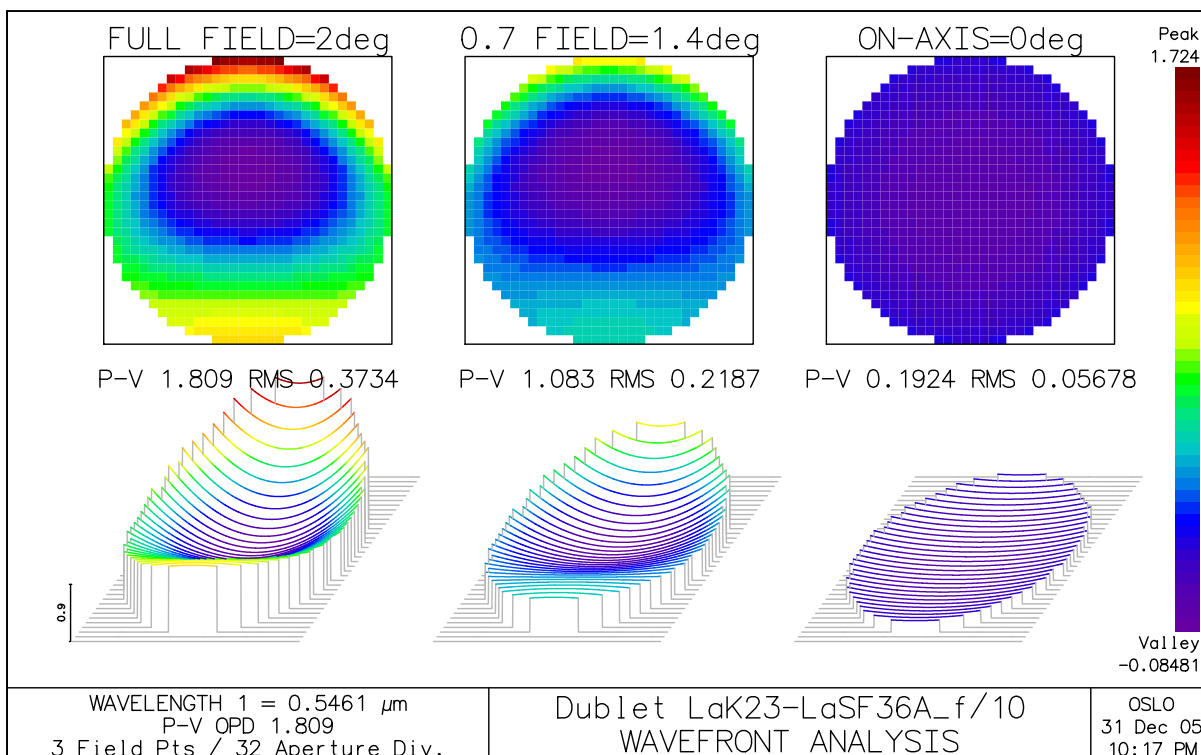 FULL FIELD=2deg
0.7 FIELD=1.4deg
ON-AXIS=0deg
Peak
1.724
P-V 1.809 RMS 0.3734
P-V 1.083 RMS 0.2187
P-V 0.1924 RMS 0.05678
0.9
Valley
-0.08481
WAVELENGTH 1 = 0.5461 µm
P-V OPD 1.809
3 Field Pts / 32 Aperture Div.
Dublet LaK23-LaSF36A_f/10
WAVEFRONT ANALYSIS
OSLO
31 Dec 05
10:17 PM